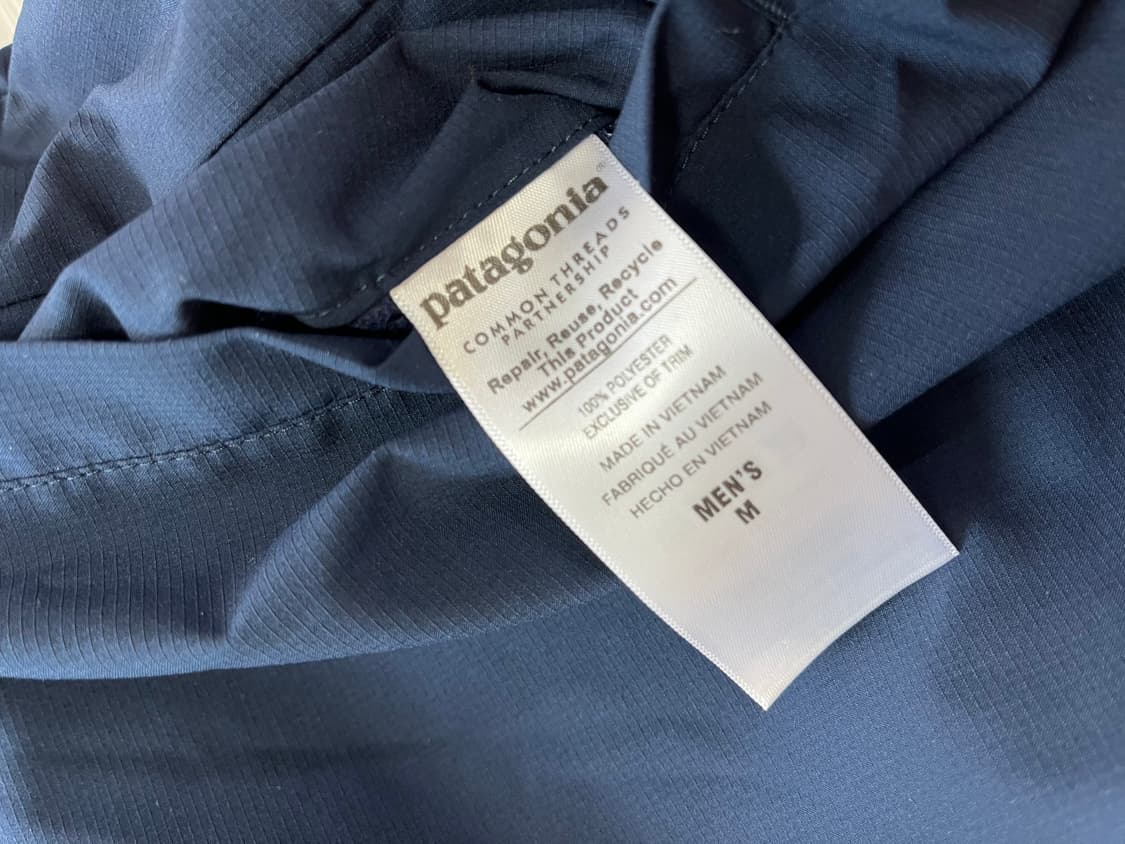 patagonia®
COMMON THREADS
PARTNERSHIP
Repair, Reuse, Recycle
This Product
www.patagonia.com
100% POLYESTER
EXCLUSIVE OF TRIM
MADE IN VIETNAM
FABRIQUÉ AU VIETNAM
HECHO EN VIETNAM
MEN'S
M